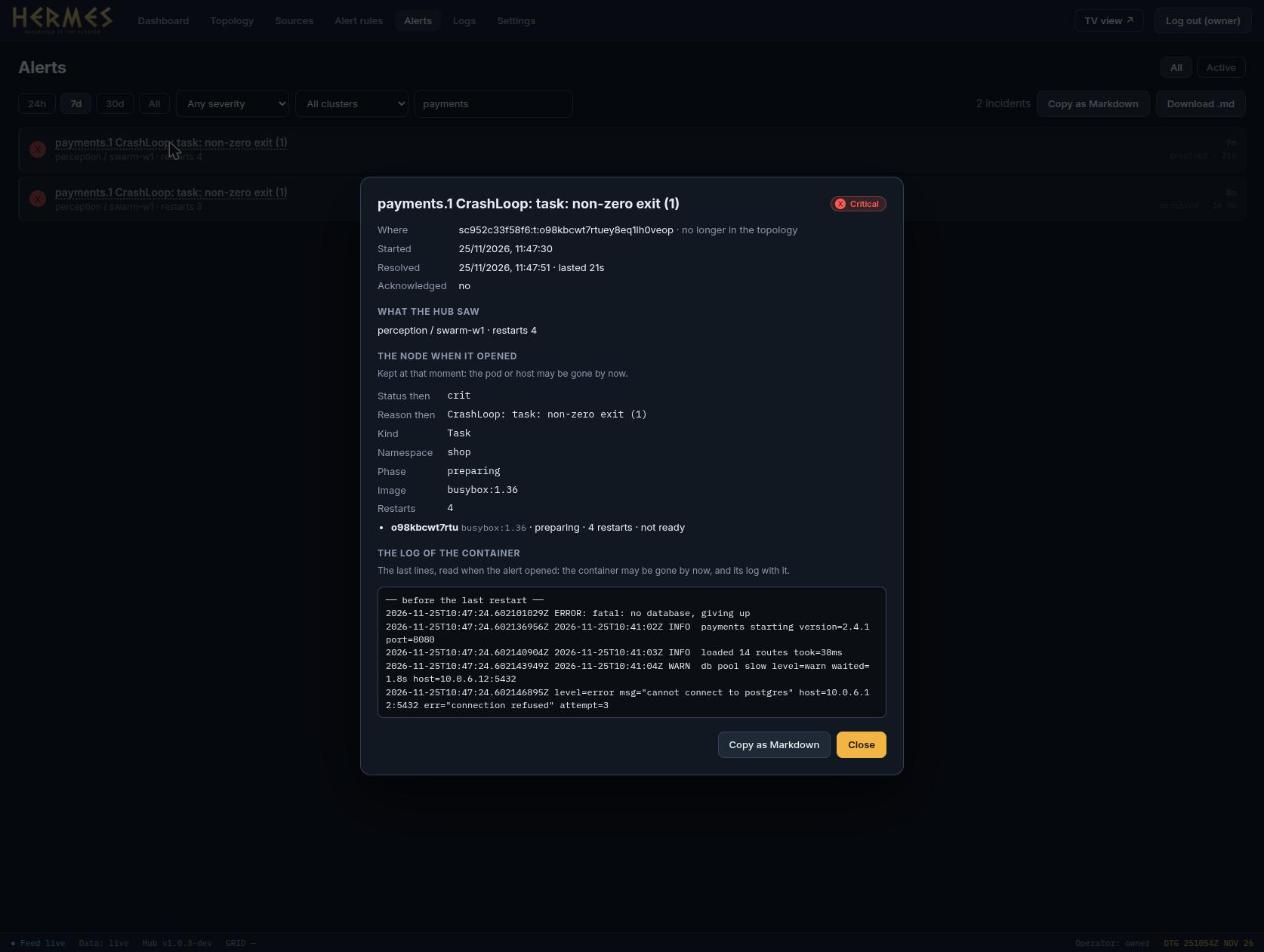 HERMES
Dashboard Topology Sources Alert rules Alerts Logs Settings TV view ↗ Log out (owner)
Alerts All Active
24h 7d 30d All Any severity All clusters payments 2 incidents Copy as Markdown Download .md
payments.1 CrashLoop: task: non-zero exit (1)
perception / swarm-w1 · restarts 4
payments.1 CrashLoop: task: non-zero exit (1)
perception / swarm-w1 · restarts 3
payments.1 CrashLoop: task: non-zero exit (1) X Critical
Where sc952c33f58f6:t:o98kbcwt7rtuey8eq1lh0veop · no longer in the topology
Started 25/11/2026, 11:47:30
Resolved 25/11/2026, 11:47:51 · lasted 21s
Acknowledged no
WHAT THE HUB SAW
perception / swarm-w1 · restarts 4
THE NODE WHEN IT OPENED
Kept at that moment: the pod or host may be gone by now.
Status then crit
Reason then CrashLoop: task: non-zero exit (1)
Kind Task
Namespace shop
Phase preparing
Image busybox:1.36
Restarts 4
• o98kbcwt7rtu busybox:1.36 · preparing · 4 restarts · not ready
THE LOG OF THE CONTAINER
The last lines, read when the alert opened: the container may be gone by now, and its log with it.
── before the last restart ──
2026-11-25T10:47:24.602101029Z ERROR: fatal: no database, giving up
2026-11-25T10:47:24.602136956Z 2026-11-25T10:41:02Z INFO  payments starting version=2.4.1
port=8080
2026-11-25T10:47:24.602140904Z 2026-11-25T10:41:03Z INFO  loaded 14 routes took=38ms
2026-11-25T10:47:24.602143949Z 2026-11-25T10:41:04Z WARN  db pool slow level=warn waited=
1.8s host=10.0.6.12:5432
2026-11-25T10:47:24.602146895Z level=error msg="cannot connect to postgres" host=10.0.6.1
2:5432 err="connection refused" attempt=3
Copy as Markdown Close
● Feed live Data: live Hub v1.0.3-dev GRID — Operator: owner DTG 251054Z NOV 26